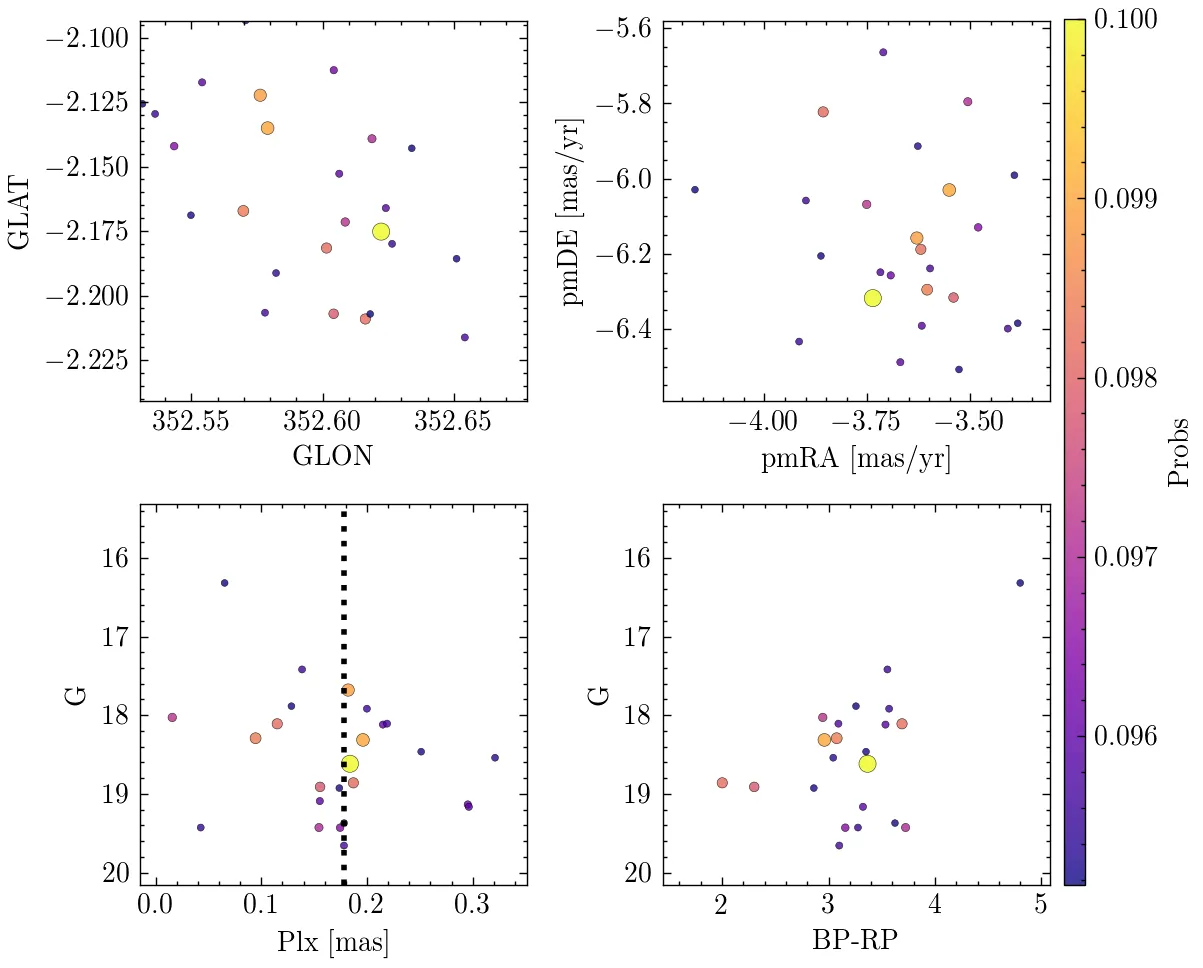 −2.100
−2.125
−2.150
−2.175
−2.200
−2.225
GLAT
352.55 352.60 352.65
GLON
−5.6
−5.8
−6.0
−6.2
−6.4
pmDE [mas/yr]
−4.00 −3.75 −3.50
pmRA [mas/yr]
0.100
0.099
0.098
0.097
0.096
Probs
16
17
18
19
20
G
0.0 0.1 0.2 0.3
Plx [mas]
16
17
18
19
20
G
2 3 4 5
BP-RP